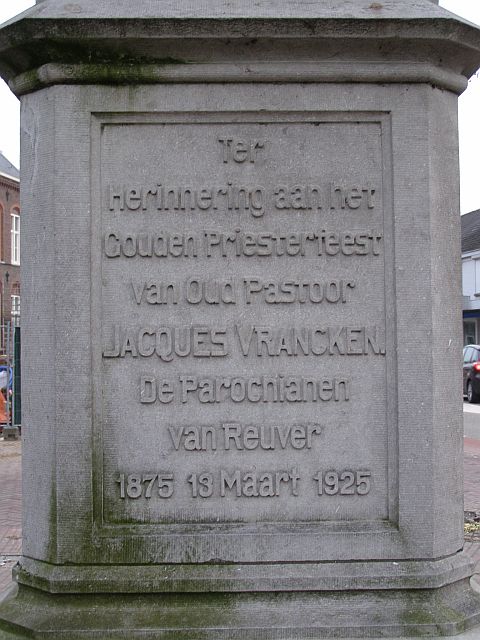 Ter
Herinnering aan het
Gouden Priesterfeest
van Oud Pastoor
JACQUES VRANCKEN.
De Parochianen
van Reuver
1875 13 Maart 1925